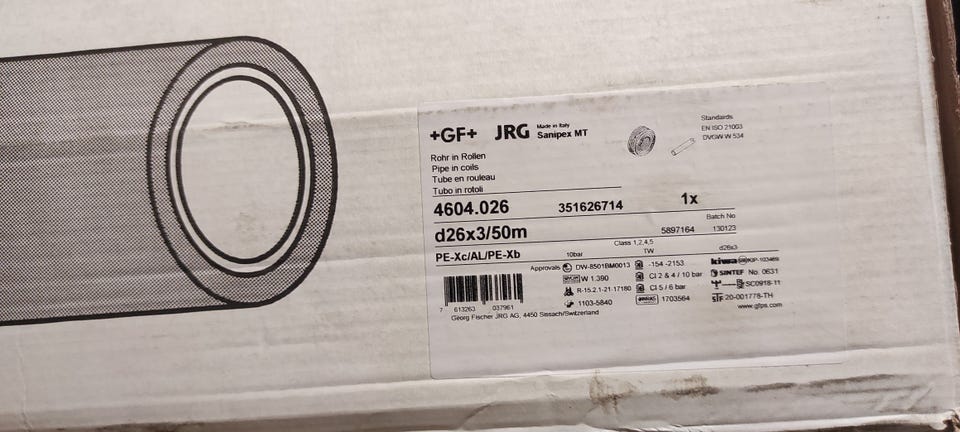 +GF+ JRG Made in Italy
Sanipex MT
Standards
EN ISO 21003
DVGW W 534
Rohr in Rollen
Pipe in coils
Tube en rouleau
Tubo in rotoli
4604.026 351626714 1x
Batch No
d26x3/50m 5897164 130123
PE-Xc/AL/PE-Xb 10bar Class 1,2,4,5 TW d26x3
Approvals DW-8501BM0013 -154 -2153 kiwa
W 1.390 Cl 2 & 4 / 10 bar SINTEF No. 0631
R-15.2.1-21-17180 Cl 5 / 6 bar SC0918-11
1103-5840 1703564 20-001778-TH
7 613263 037961
www.gfps.com
Georg Fischer JRG AG, 4450 Sissach/Switzerland